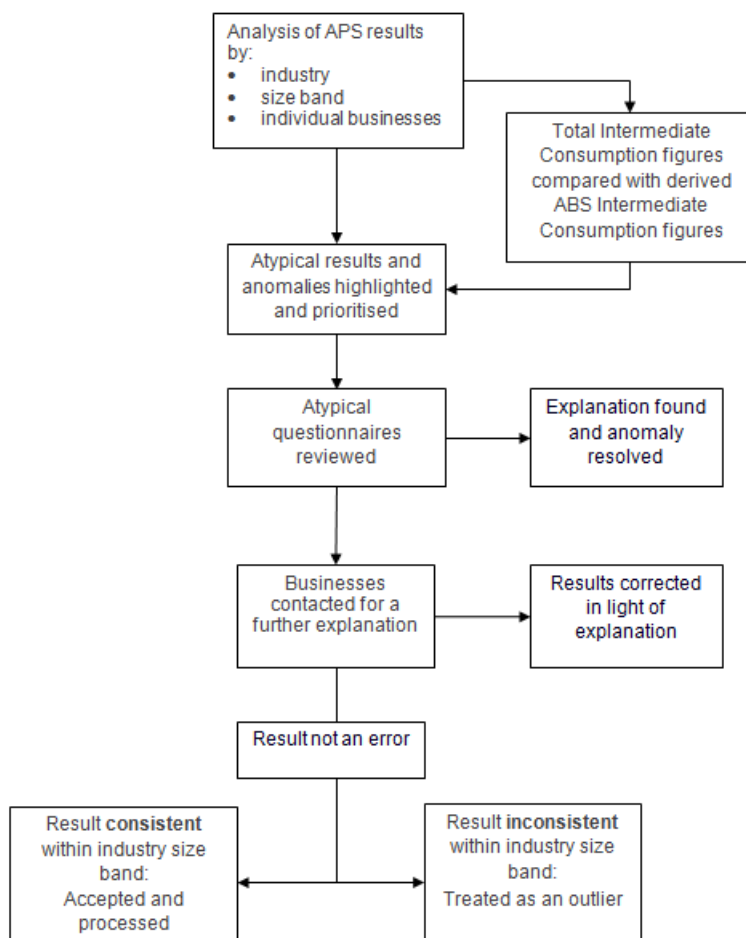 Analysis of APS results
by:
• industry
• size band
• individual businesses
Total Intermediate
Consumption figures
compared with derived
ABS Intermediate
Consumption figures
Atypical results and
anomalies highlighted
and prioritised
Atypical
questionnaires
reviewed
Explanation found
and anomaly
resolved
Businesses
contacted for a
further explanation
Results corrected
in light of
explanation
Result not an error
Result consistent
within industry size
band:
Accepted and
processed
Result inconsistent
within industry size
band:
Treated as an outlier